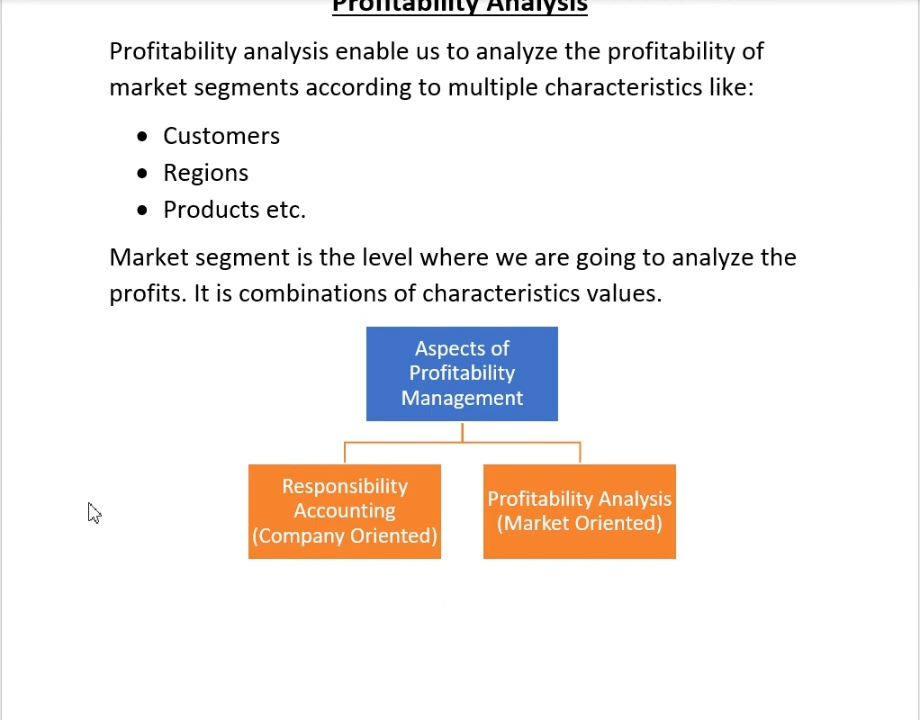 Profitability Analysis
Profitability analysis enable us to analyze the profitability of
market segments according to multiple characteristics like:
• Customers
• Regions
• Products etc.
Market segment is the level where we are going to analyze the
profits. It is combinations of characteristics values.
Aspects of
Profitability
Management
Responsibility
Accounting
(Company Oriented)
Profitability Analysis
(Market Oriented)